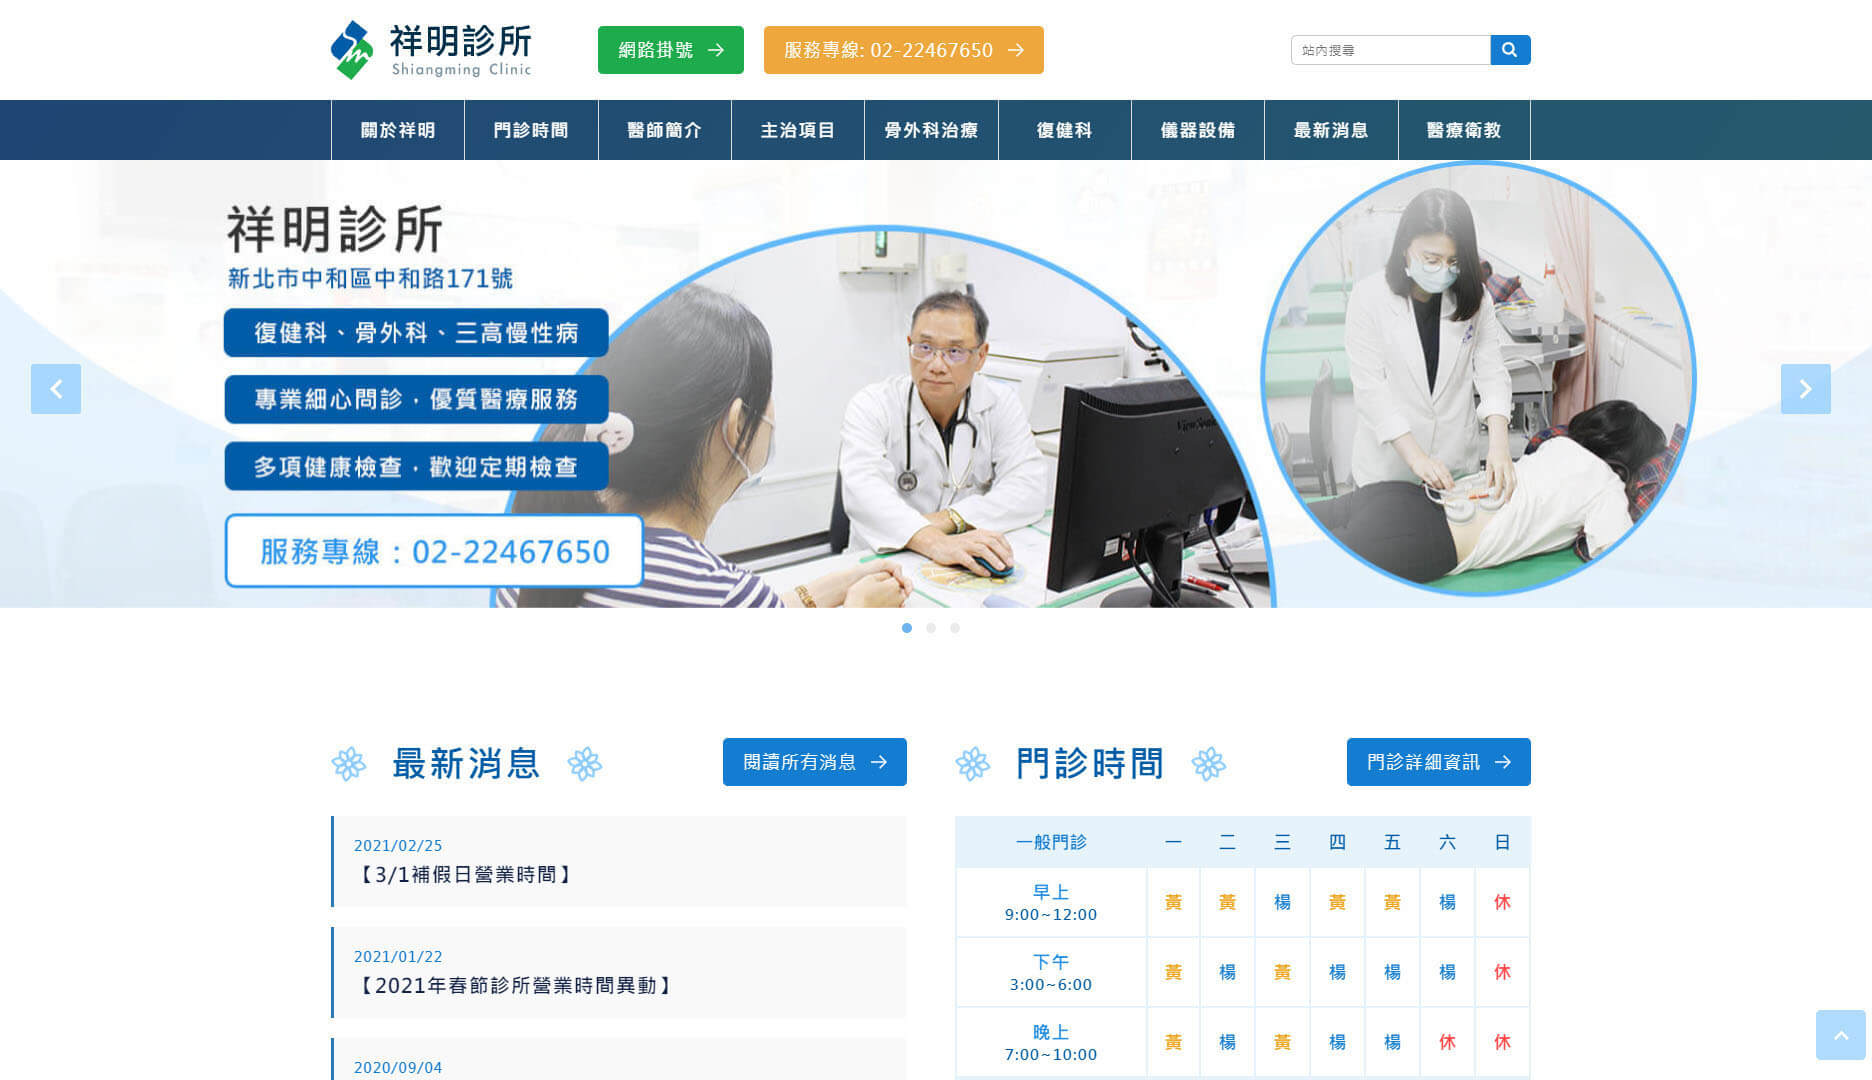 祥明診所
Shiangming Clinic
網路掛號
服務專線: 02-22467650
站內搜尋
關於祥明 門診時間 醫師簡介 主治項目 骨外科治療 復健科 儀器設備 最新消息 醫療衛教
祥明診所
新北市中和區中和路171號
復健科、骨外科、三高慢性病
專業細心問診，優質醫療服務
多項健康檢查，歡迎定期檢查
服務專線：02-22467650
ViewSonic
最新消息
閱讀所有消息
2021/02/25
【3/1補假日營業時間】
2021/01/22
【2021年春節診所營業時間異動】
2020/09/04
門診時間
門診詳細資訊
一般門診 一 二 三 四 五 六 日
早上
9:00~12:00
黃 黃 楊 黃 黃 楊 休
下午
3:00~6:00
黃 楊 黃 楊 楊 楊 休
晚上
7:00~10:00
黃 楊 黃 楊 楊 休 休